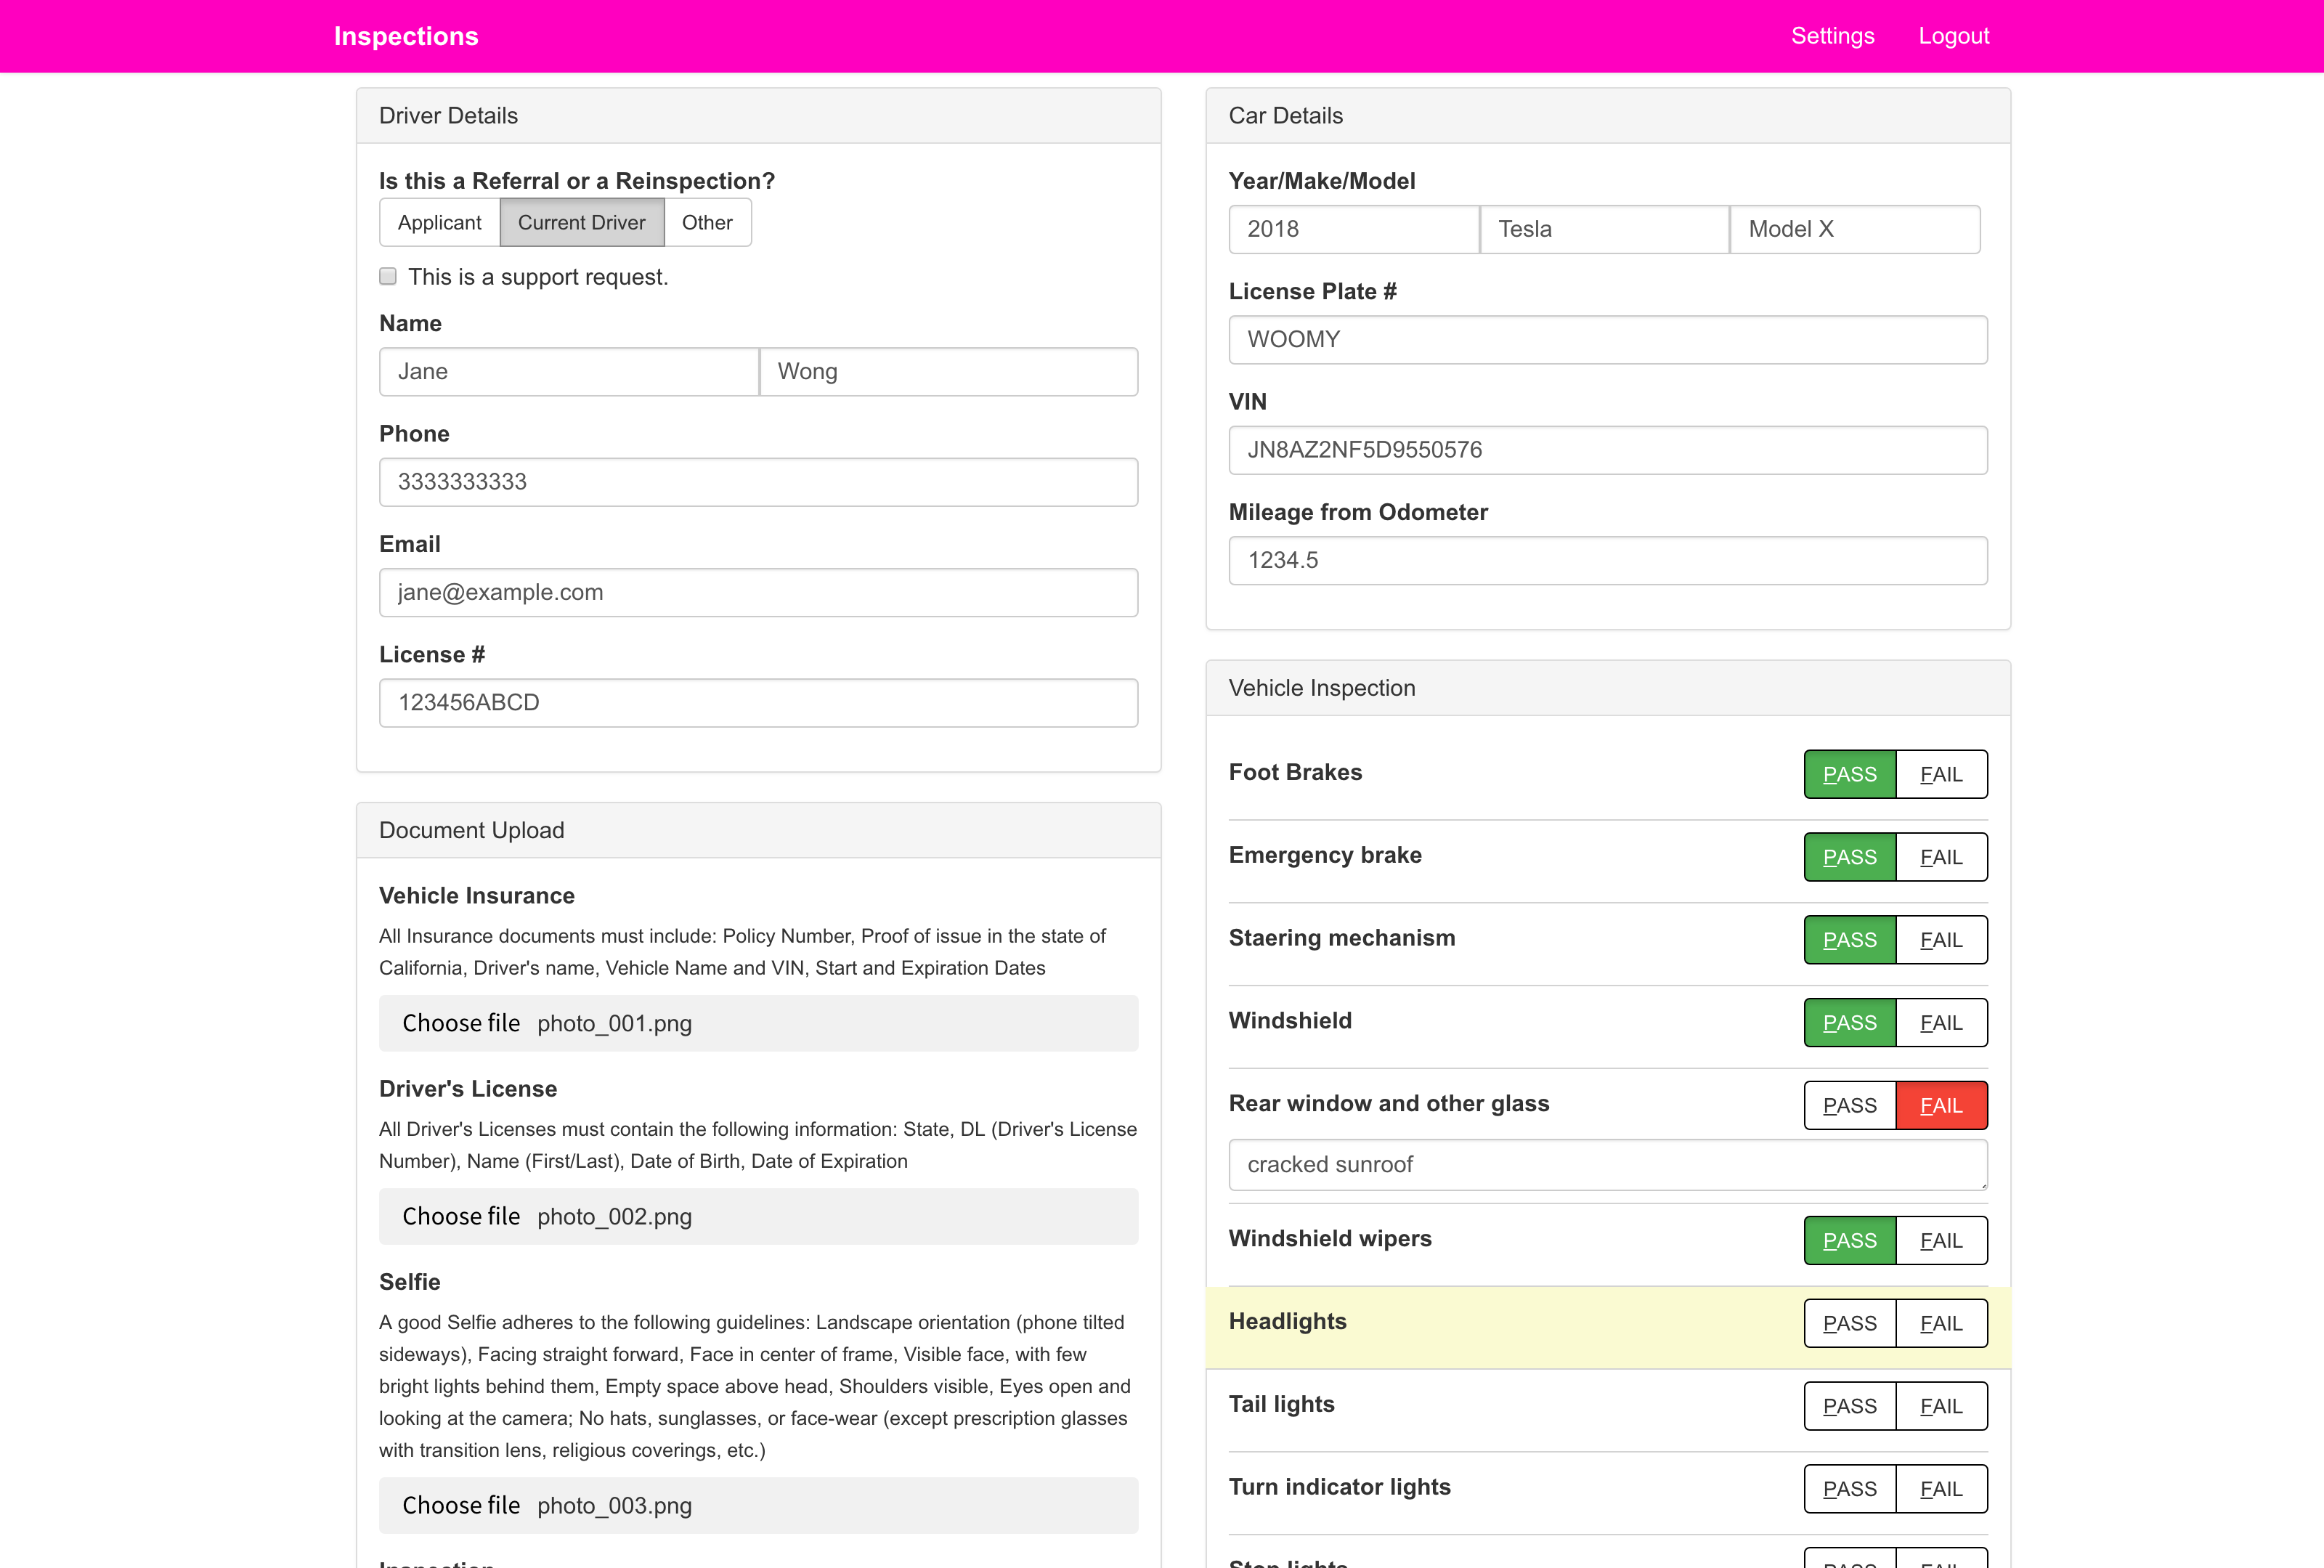 Inspections
Settings Logout
Driver Details
Is this a Referral or a Reinspection?
Applicant Current Driver Other
This is a support request.
Name
Jane Wong
Phone
3333333333
Email
jane@example.com
License #
123456ABCD
Document Upload
Vehicle Insurance
All Insurance documents must include: Policy Number, Proof of issue in the state of
California, Driver's name, Vehicle Name and VIN, Start and Expiration Dates
Choose file photo_001.png
Driver's License
All Driver's Licenses must contain the following information: State, DL (Driver's License
Number), Name (First/Last), Date of Birth, Date of Expiration
Choose file photo_002.png
Selfie
A good Selfie adheres to the following guidelines: Landscape orientation (phone tilted
sideways), Facing straight forward, Face in center of frame, Visible face, with few
bright lights behind them, Empty space above head, Shoulders visible, Eyes open and
looking at the camera; No hats, sunglasses, or face-wear (except prescription glasses
with transition lens, religious coverings, etc.)
Choose file photo_003.png
Inspection
Car Details
Year/Make/Model
2018 Tesla Model X
License Plate #
WOOMY
VIN
JN8AZ2NF5D9550576
Mileage from Odometer
1234.5
Vehicle Inspection
Foot Brakes PASS FAIL
Emergency brake PASS FAIL
Staering mechanism PASS FAIL
Windshield PASS FAIL
Rear window and other glass PASS FAIL
cracked sunroof
Windshield wipers PASS FAIL
Headlights PASS FAIL
Tail lights PASS FAIL
Turn indicator lights PASS FAIL
Stop lights PASS FAIL